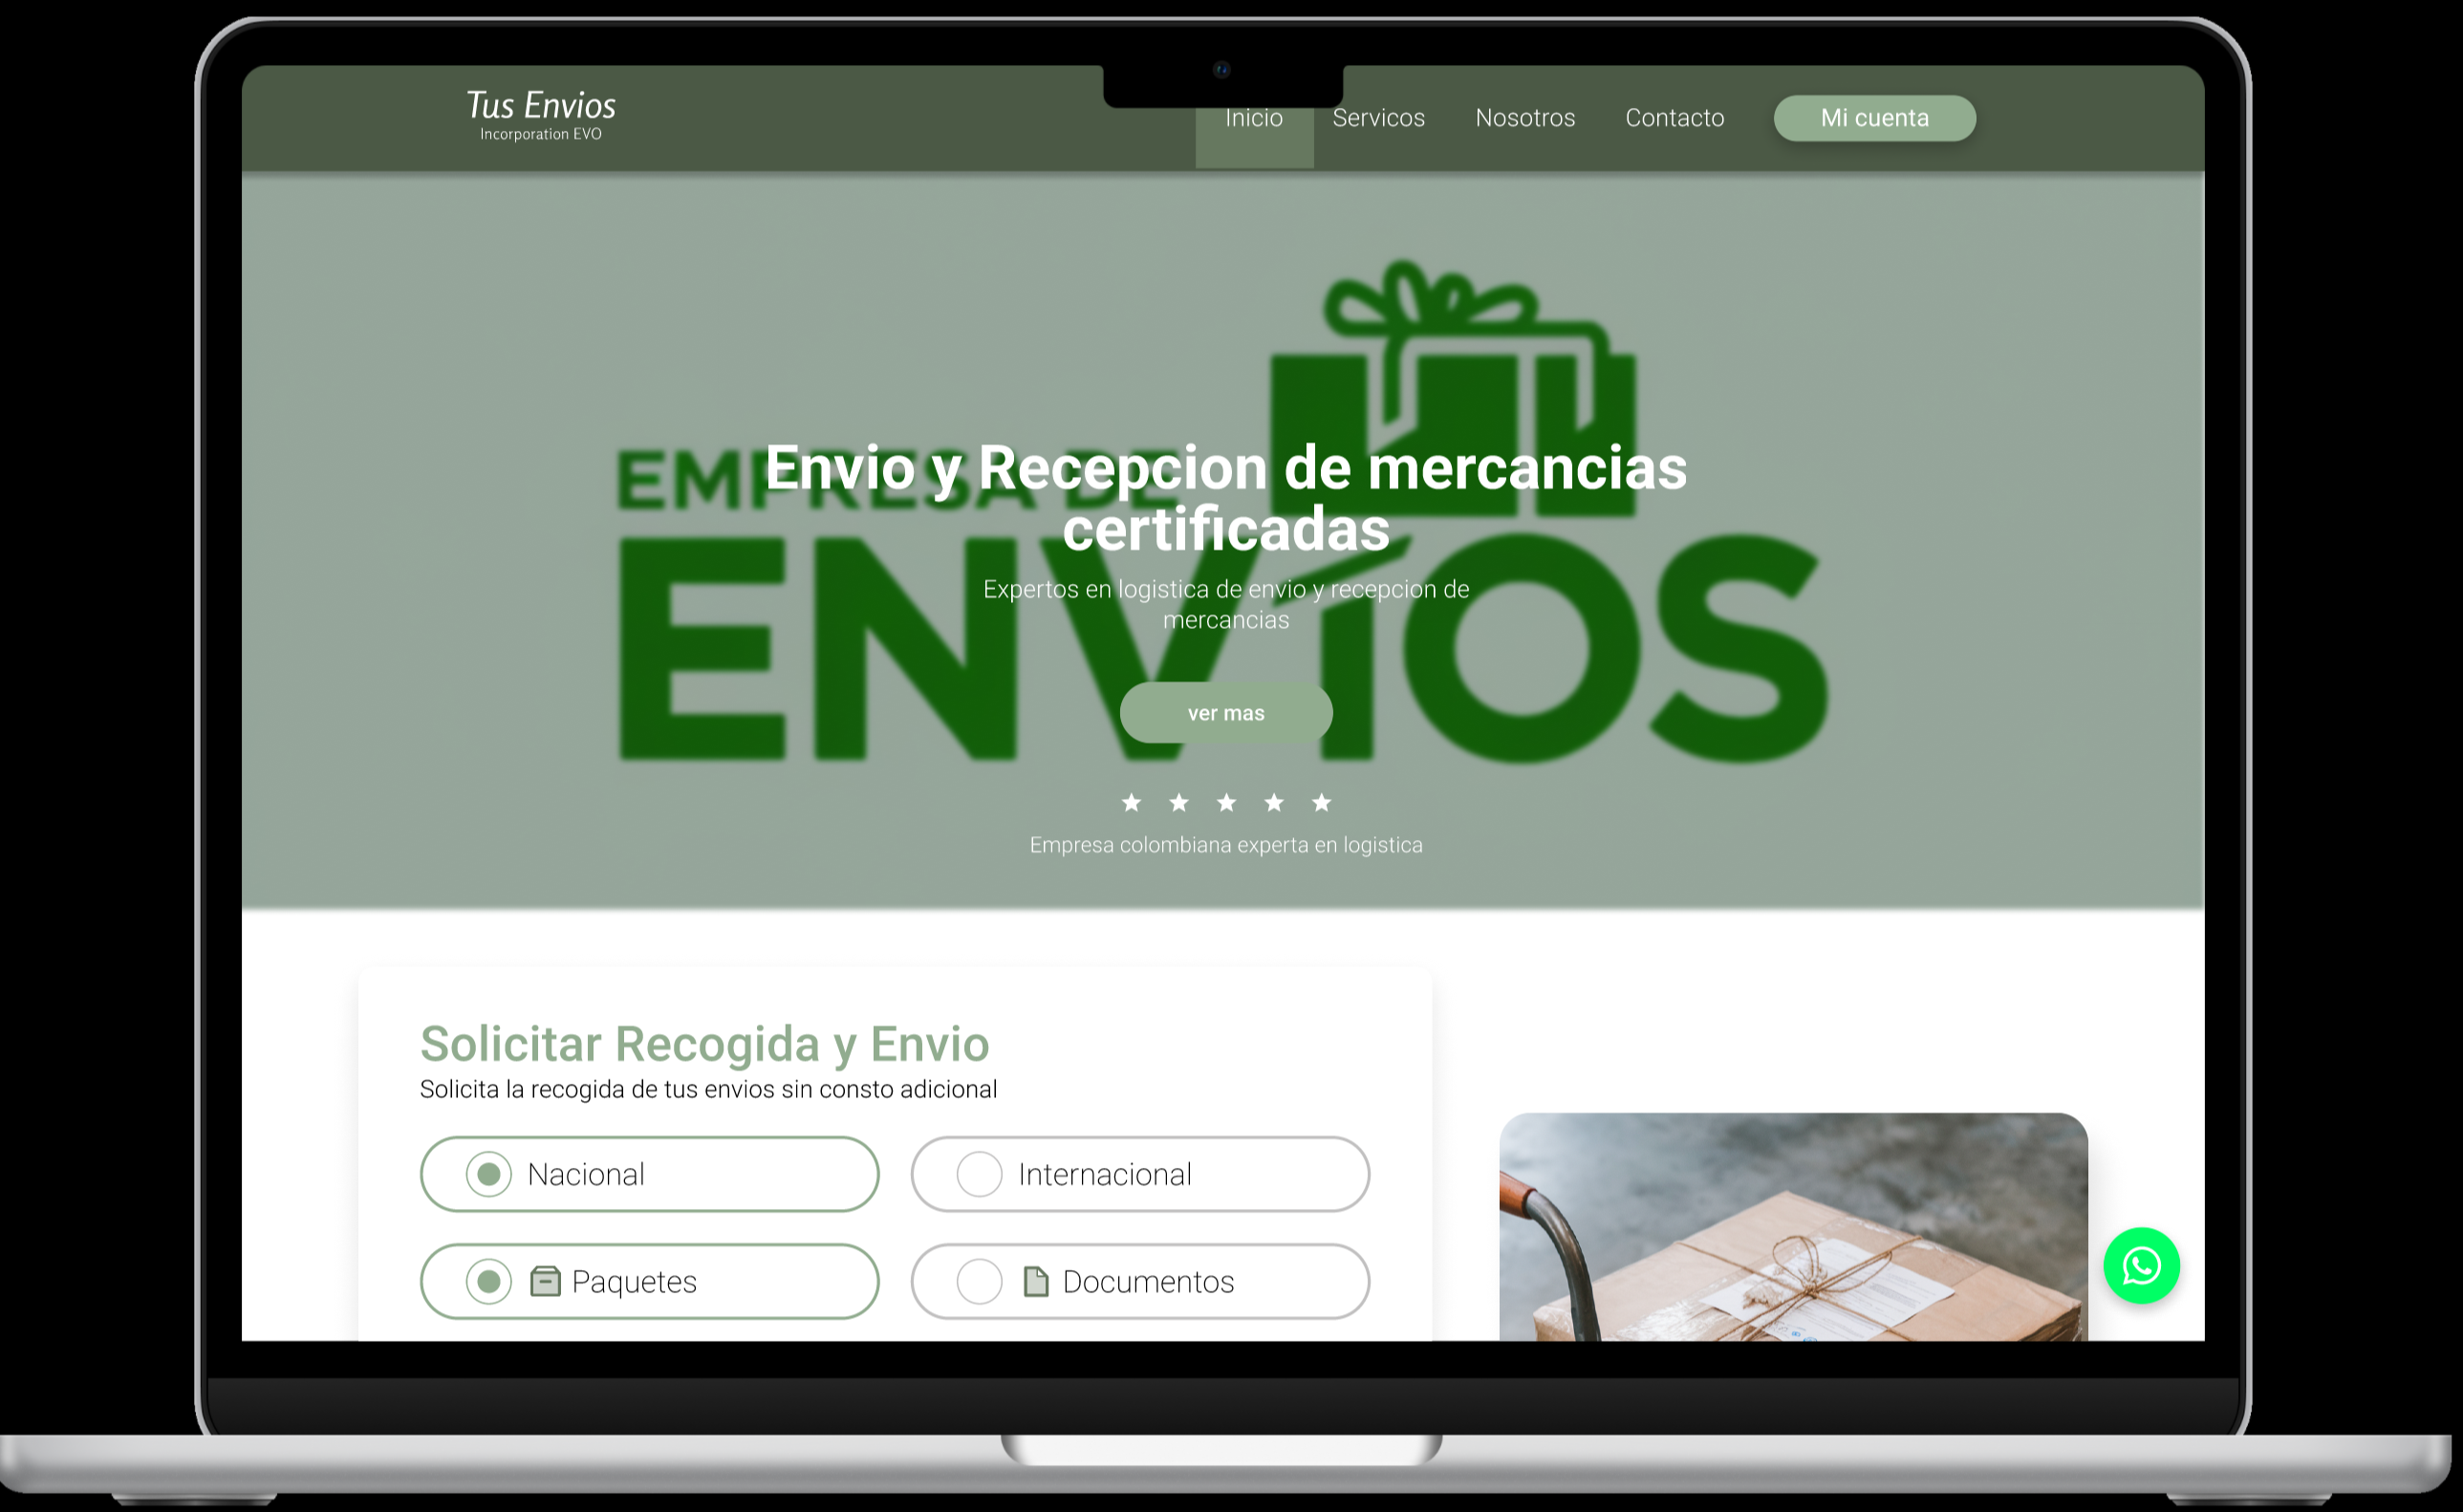 Tus Envios
Incorporation EVO
Inicio
Servicos
Nosotros
Contacto
Mi cuenta
EMPRESA DE
ENVíOS
Envio y Recepcion de mercancias
certificadas
Expertos en logistica de envio y recepcion de
mercancias
ver mas
Empresa colombiana experta en logistica
Solicitar Recogida y Envio
Solicita la recogida de tus envios sin consto adicional
Nacional
Internacional
Paquetes
Documentos